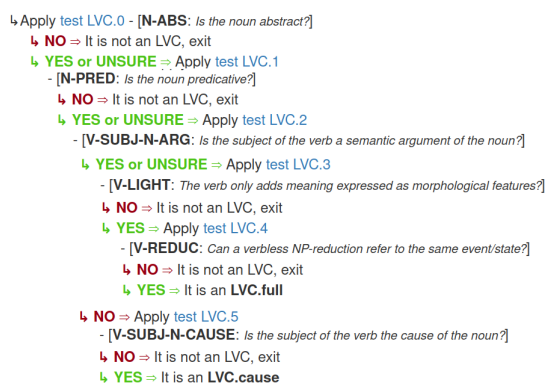 ↳Apply test LVC.0 - [N-ABS: Is the noun abstract?]
↳ NO ⇒ It is not an LVC, exit
↳ YES or UNSURE ⇒ Apply test LVC.1
- [N-PRED: Is the noun predicative?]
↳ NO ⇒ It is not an LVC, exit
↳ YES or UNSURE ⇒ Apply test LVC.2
- [V-SUBJ-N-ARG: Is the subject of the verb a semantic argument of the noun?]
↳ YES or UNSURE ⇒ Apply test LVC.3
- [V-LIGHT: The verb only adds meaning expressed as morphological features?]
↳ NO ⇒ It is not an LVC, exit
↳ YES ⇒ Apply test LVC.4
- [V-REDUC: Can a verbless NP-reduction refer to the same event/state?]
↳ NO ⇒ It is not an LVC, exit
↳ YES ⇒ It is an LVC.full
↳ NO ⇒ Apply test LVC.5
- [V-SUBJ-N-CAUSE: Is the subject of the verb the cause of the noun?]
↳ NO ⇒ It is not an LVC, exit
↳ YES ⇒ It is an LVC.cause